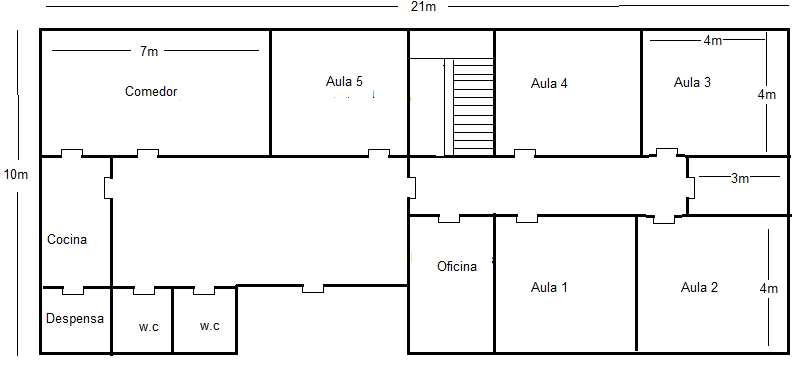 21m
7m
4m
Comedor
Aula 5
Aula 4
Aula 3
4m
10m
3m
Cocina
Oficina
Aula 1
Aula 2
4m
Despensa
w.c
w.c